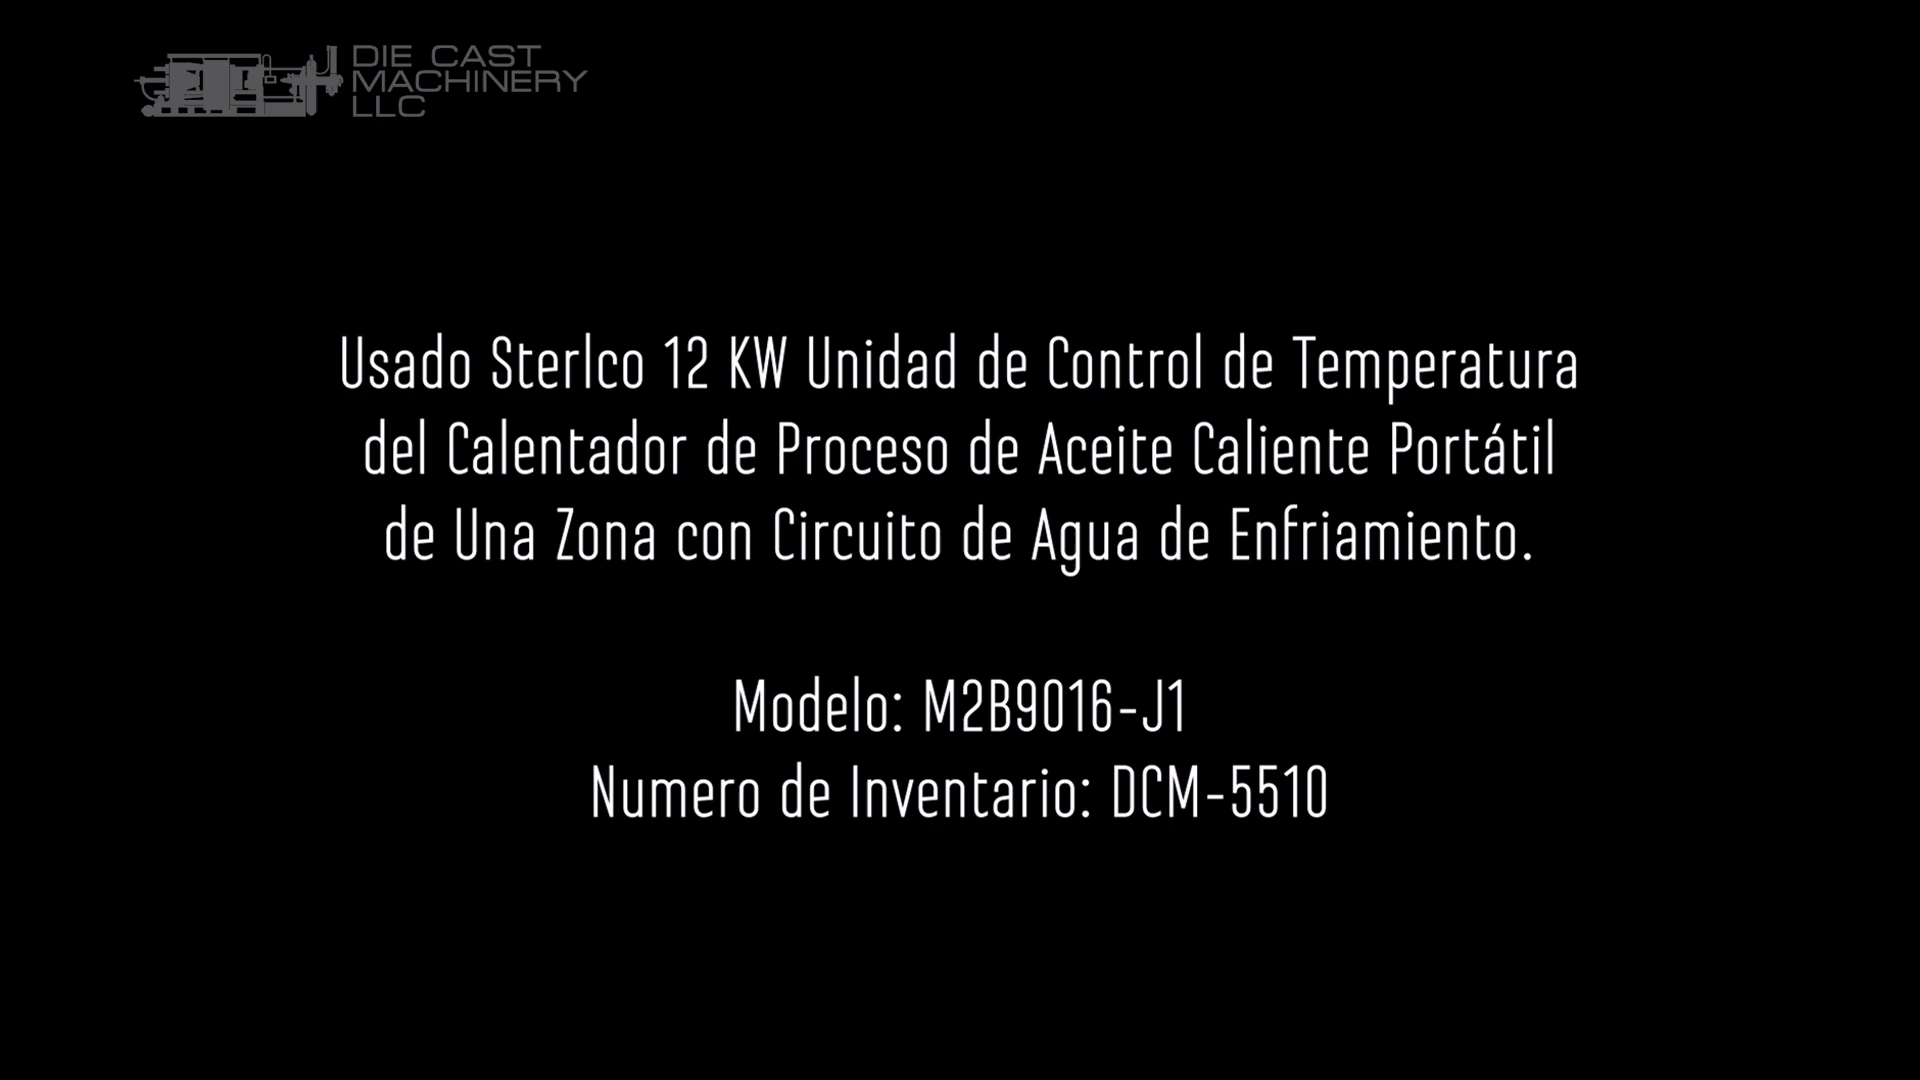 DIE CAST
MACHINERY
LLC
Usado Sterlco 12 KW Unidad de Control de Temperatura
del Calentador de Proceso de Aceite Caliente Portátil
de Una Zona con Circuito de Agua de Enfriamiento.
Modelo: M2B9016-J1
Numero de Inventario: DCM-5510